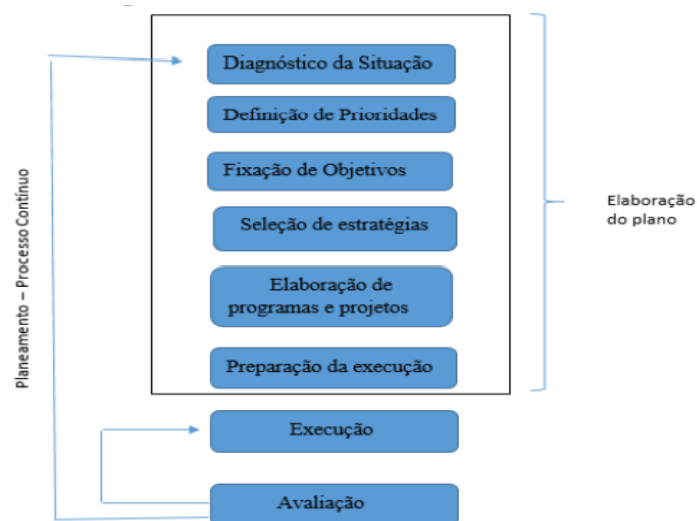 Diagnóstico da Situação
Definição de Prioridades
Fixação de Objetivos
Seleção de estratégias
Elaboração de
programas e projetos
Preparação da execução
Execução
Avaliação
Elaboração
do plano
Planeamento – Processo Contínuo